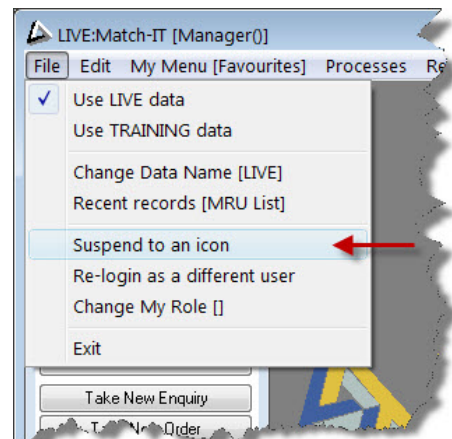 LIVE:Match-IT [Manager()]
File Edit My Menu [Favourites] Processes Re
Use LIVE data
Use TRAINING data
Change Data Name [LIVE]
Recent records [MRU List]
Suspend to an icon
Re-login as a different user
Change My Role []
Exit
Take New Enquiry
Order